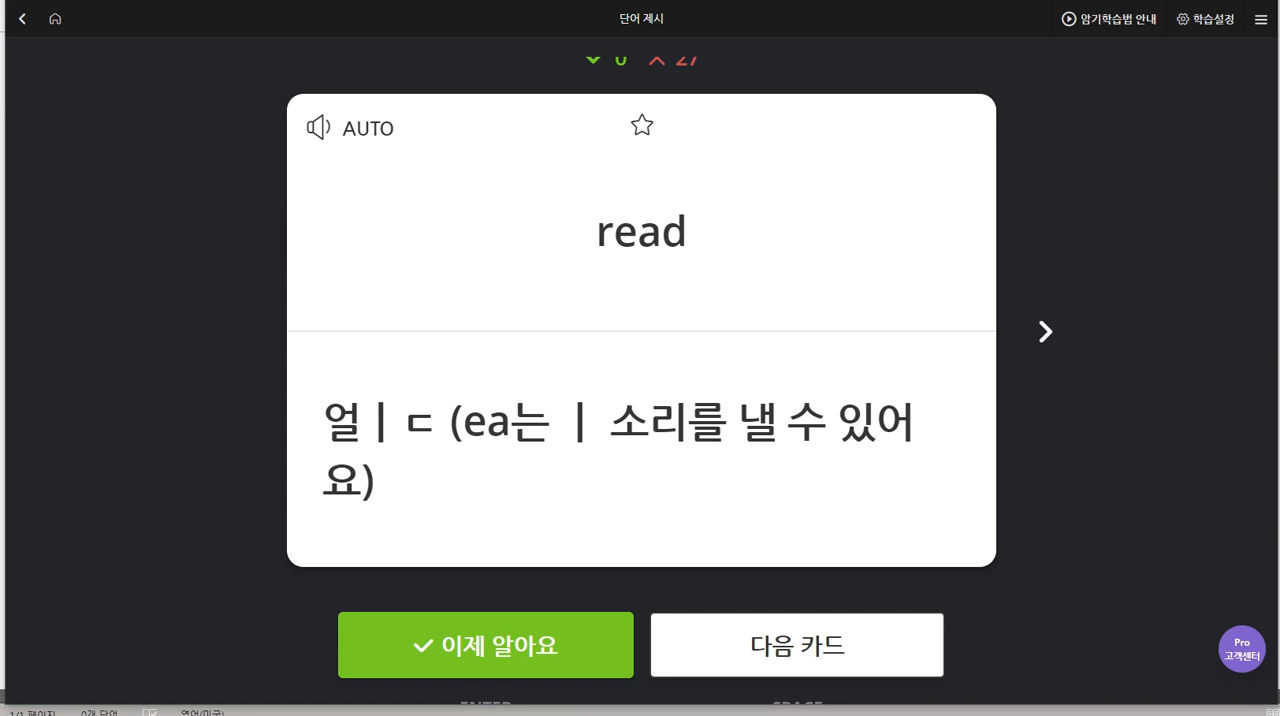 단어 제시
암기학습법 안내
학습설정
AUTO
read
얼ㅣㄷ (ea는 ㅣ 소리를 낼 수 있어
요)
이제 알아요
다음 카드
Pro
고객센터